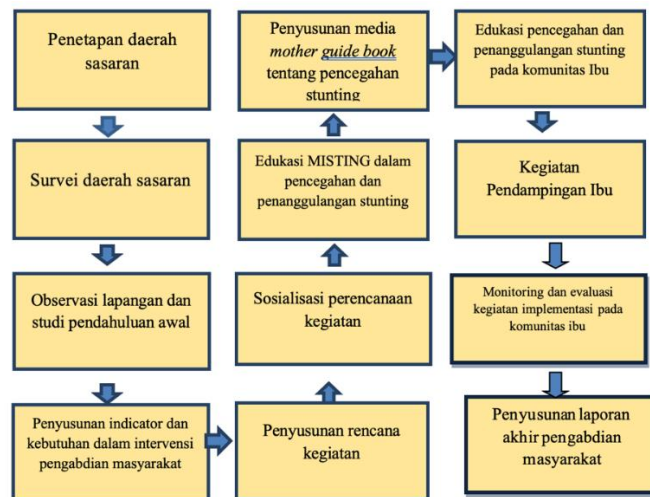 Penetapan daerah
sasaran
Survei daerah sasaran
Observasi lapangan dan
studi pendahuluan awal
Penyusunan indicator dan
kebutuhan dalam intervensi
pengabdian masyarakat
Penyusunan rencana
kegiatan
Sosialisasi perencanaan
kegiatan
Edukasi MISTING dalam
pencegahan dan
penanggulangan stunting
Penyusunan media
mother guide book
tentang pencegahan
stunting
Edukasi pencegahan dan
penanggulangan stunting
pada komunitas Ibu
Kegiatan
Pendampingan Ibu
Monitoring dan evaluasi
kegiatan implementasi pada
komunitas ibu
Penyusunan laporan
akhir pengabdian
masyarakat